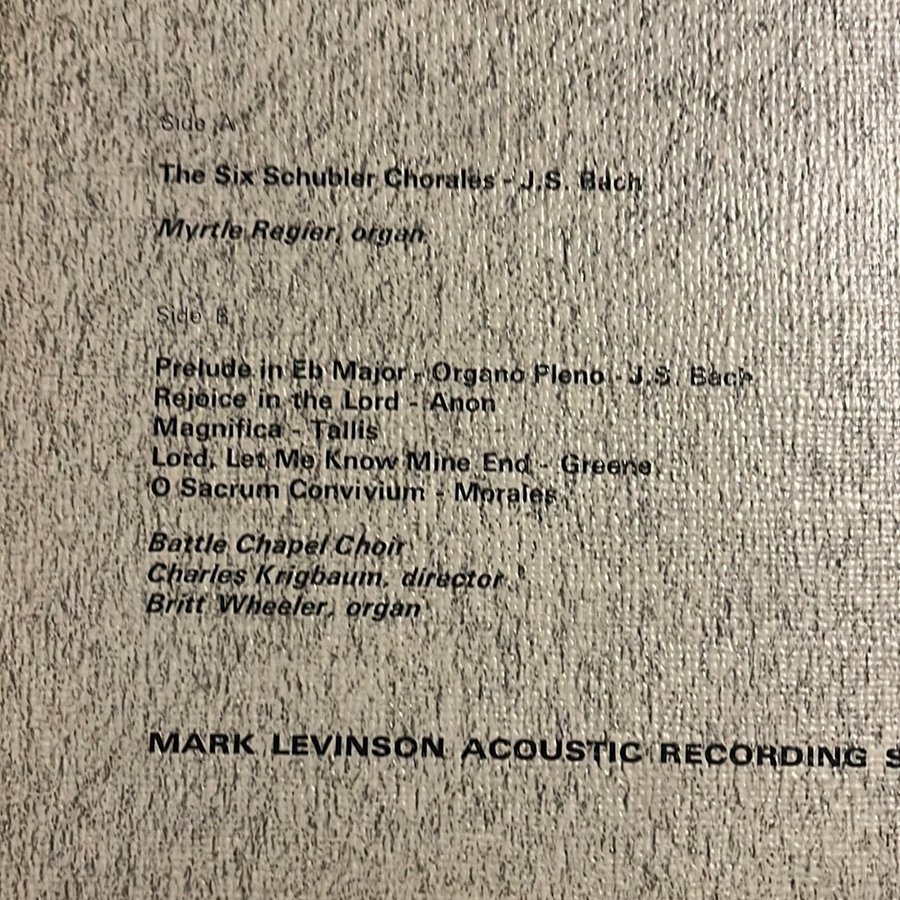 Side A
The Six Schubler Chorales - J.S. Bach
Myrtle Regier, organ
Side B
Prelude in Eb Major - Organo Pleno - J.S. Bach
Rejoice in the Lord - Anon
Magnifica - Tallis
Lord, Let Me Know Mine End - Greene
O Sacrum Convivium - Morales
Battle Chapel Choir
Charles Krigbaum, director
Britt Wheeler, organ
MARK LEVINSON ACOUSTIC RECORDING S